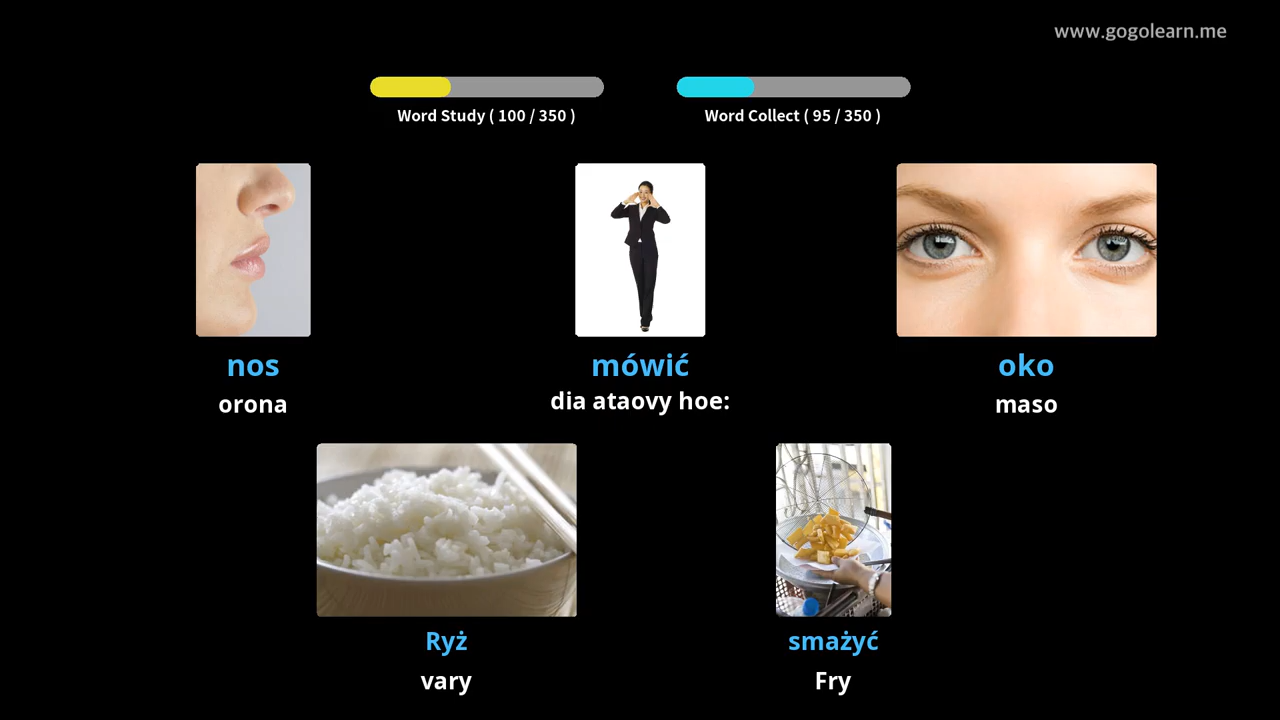 www.gogolearn.me
Word Study ( 100 / 350 )
Word Collect ( 95 / 350 )
nos
orona
mówić
dia ataovy hoe:
oko
maso
Ryż
vary
smażyć
Fry